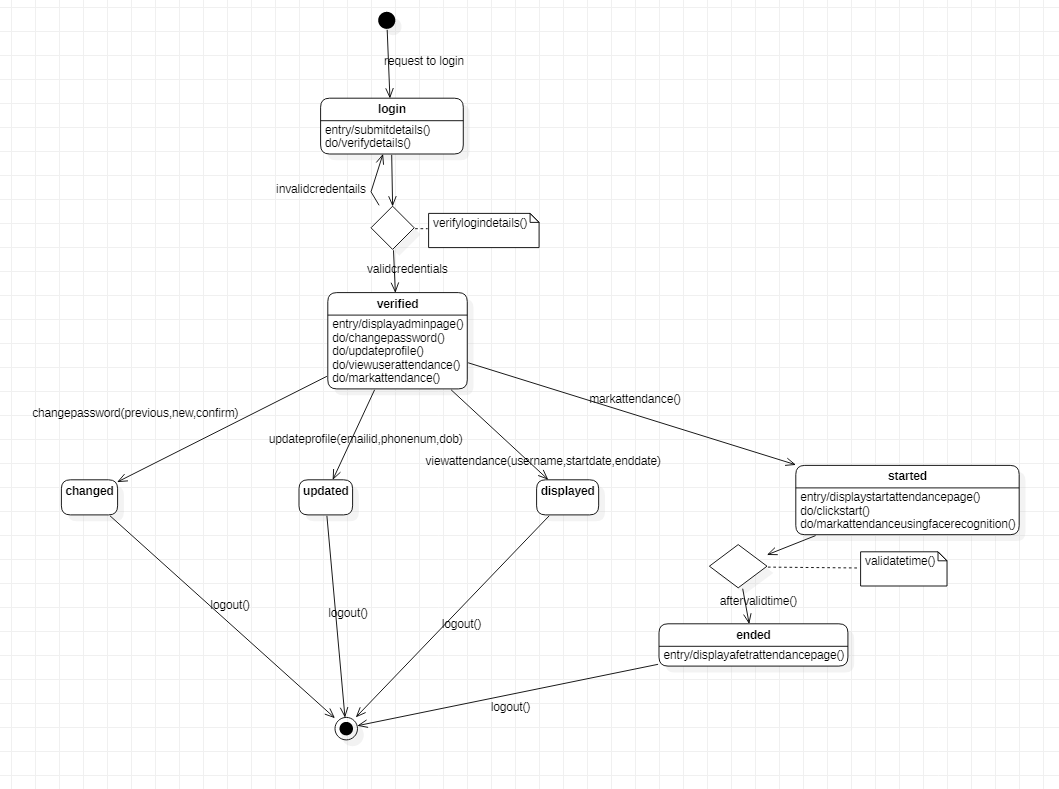 request to login
login
entry/submitdetails()
do/verifydetails()
invalidcredentails
verifylogindetails()
validcredentials
verified
entry/displayadminpage()
do/changepassword()
do/updateprofile()
do/viewuserattendance()
do/markattendance()
markattendance()
changepassword(previous,new,confirm)
updateprofile(emailid,phonenum,dob)
viewattendance(username,startdate,enddate)
changed
updated
displayed
started
entry/displaystartattendancepage()
do/clickstart()
do/markattendanceusingfacerecognition()
validatetime()
aftervalidtime()
logout()
logout()
logout()
ended
entry/displayafetrattendancepage()
logout()